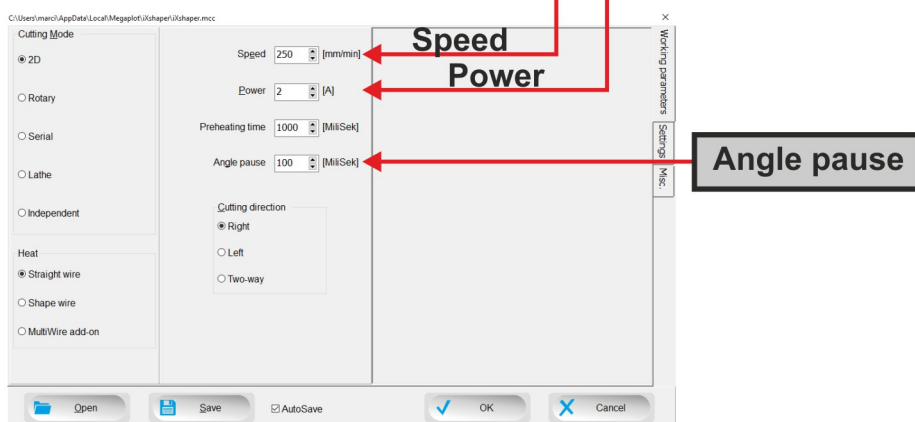 C:\Users\marci\AppData\Local\Megaplot\iXshaper\iXshaper.mcc
Cutting Mode
2D
Rotary
Serial
Lathe
Independent
Heat
Straight wire
Shape wire
MultiWire add-on
Speed 250 [mm/min]
Power 2 [A]
Preheating time 1000 [MiliSek]
Angle pause 100 [MiliSek]
Cutting direction
Right
Left
Two-way
Speed
Power
Working parameters
Settings
Misc.
Angle pause
Open
Save
AutoSave
OK
Cancel